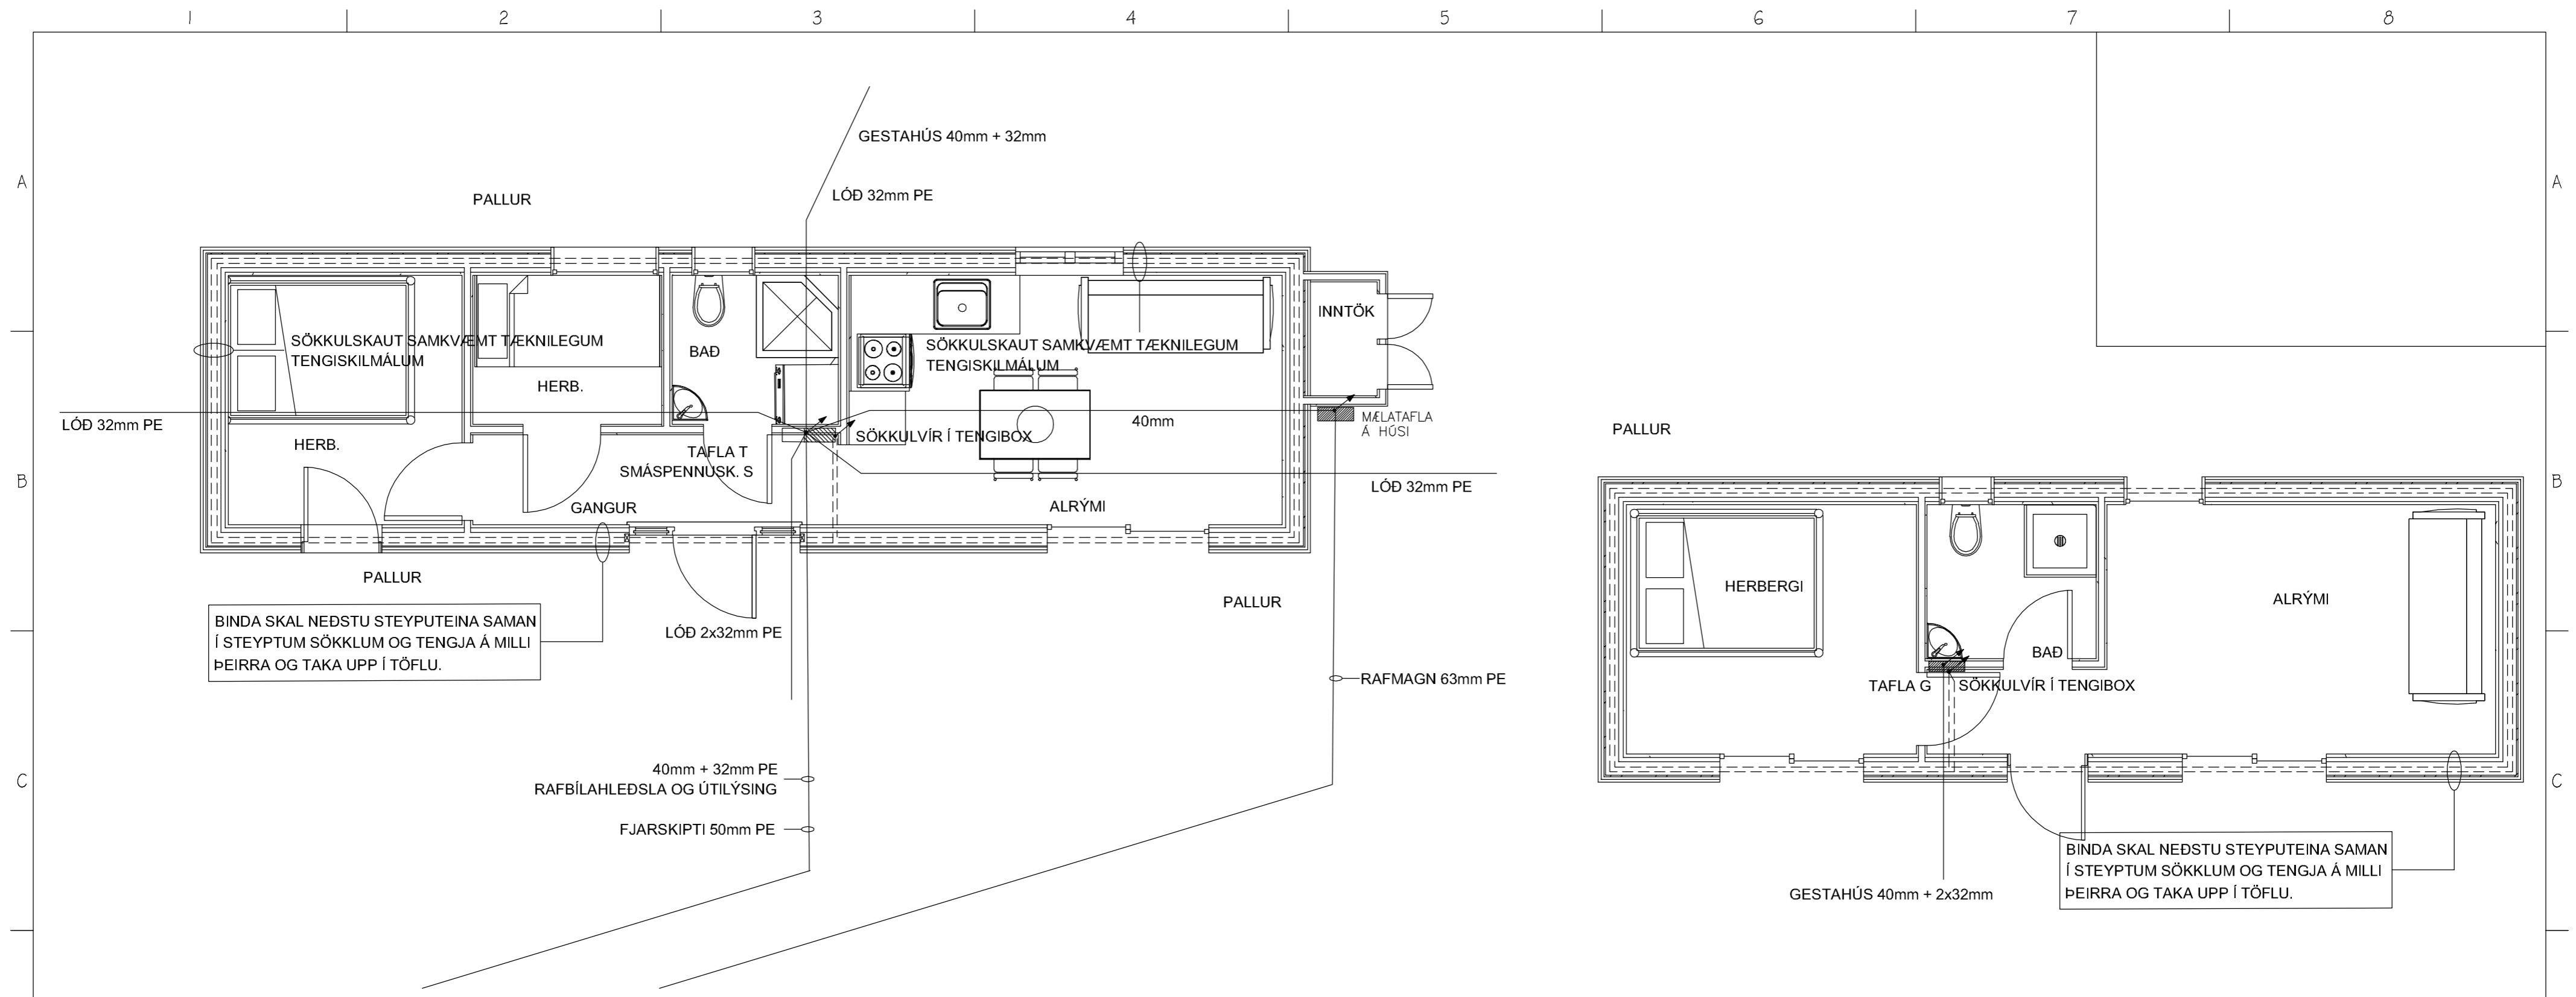 1 2 3 4 5 6 7 8
GESTAHÚS 40mm + 32mm
A
A
LÓÐ 32mm PE
PALLUR
INNTÖK
SÖKKULSKAUT SAMKVÆMT TÆKNILEGUM
TENGISKILMÁLUM
BAÐ
SÖKKULSKAUT SAMKVÆMT TÆKNILEGUM
TENGISKILMÁLUM
HERB.
LÓÐ 32mm PE
40mm
MÆLATAFLA
Á HÚSI
PALLUR
HERB.
SÖKKULVÍR Í TENGIBOX
TAFLA T
SMÁSPENNUSK. S
B
B
LÓÐ 32mm PE
GANGUR
ALRÝMI
PALLUR
HERBERGI
ALRÝMI
PALLUR
BINDA SKAL NEÐSTU STEYPUTEINA SAMAN
Í STEYPTUM SÖKKLUM OG TENGJA Á MILLI
ÞEIRRA OG TAKA UPP Í TÖFLU.
LÓÐ 2x32mm PE
BAÐ
RAFMAGN 63mm PE
TAFLA G
SÖKKULVÍR Í TENGIBOX
40mm + 32mm PE
RAFBÍLAHLEÐSLA OG ÚTILÝSING
C
C
FJARSKIPTI 50mm PE
BINDA SKAL NEÐSTU STEYPUTEINA SAMAN
Í STEYPTUM SÖKKLUM OG TENGJA Á MILLI
ÞEIRRA OG TAKA UPP Í TÖFLU.
GESTAHÚS 40mm + 2x32mm